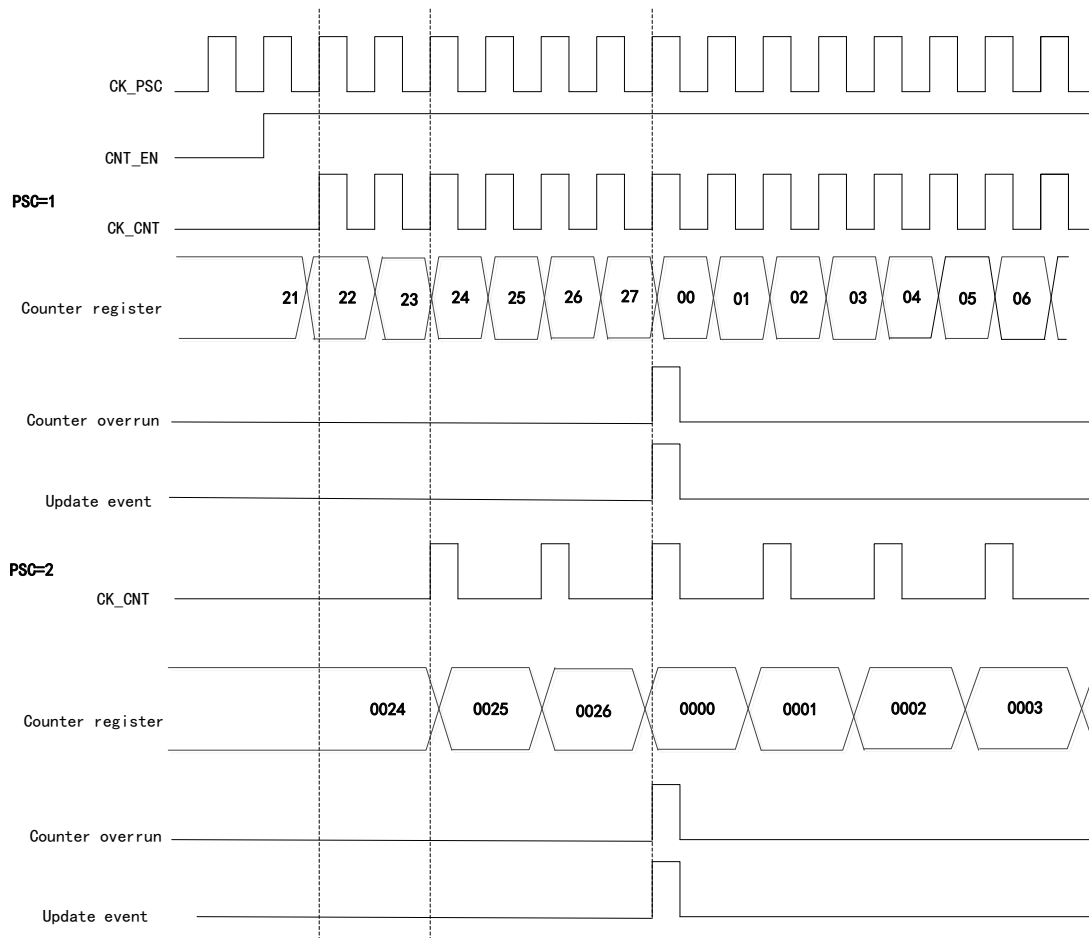 CK_PSC
CNT_EN
PSC=1
CK_CNT
Counter register 21 22 23 24 25 26 27 00 01 02 03 04 05 06
Counter overrun
Update event
PSC=2
CK_CNT
Counter register 0024 0025 0026 0000 0001 0002 0003
Counter overrun
Update event